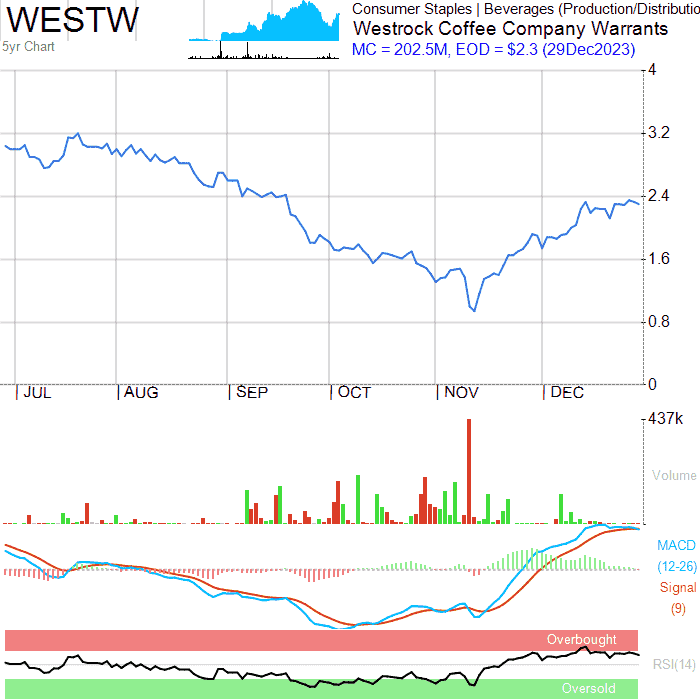 WESTW
5yr Chart
Consumer Staples | Beverages (Production/Distributio
Westrock Coffee Company Warrants
MC = 202.5M, EOD = $2.3 (29Dec2023)
4
3.2
2.4
1.6
0.8
0
JUL AUG SEP OCT NOV DEC
437k
Volume
MACD
(12-26)
Signal
(9)
Overbought
RSI(14)
Oversold